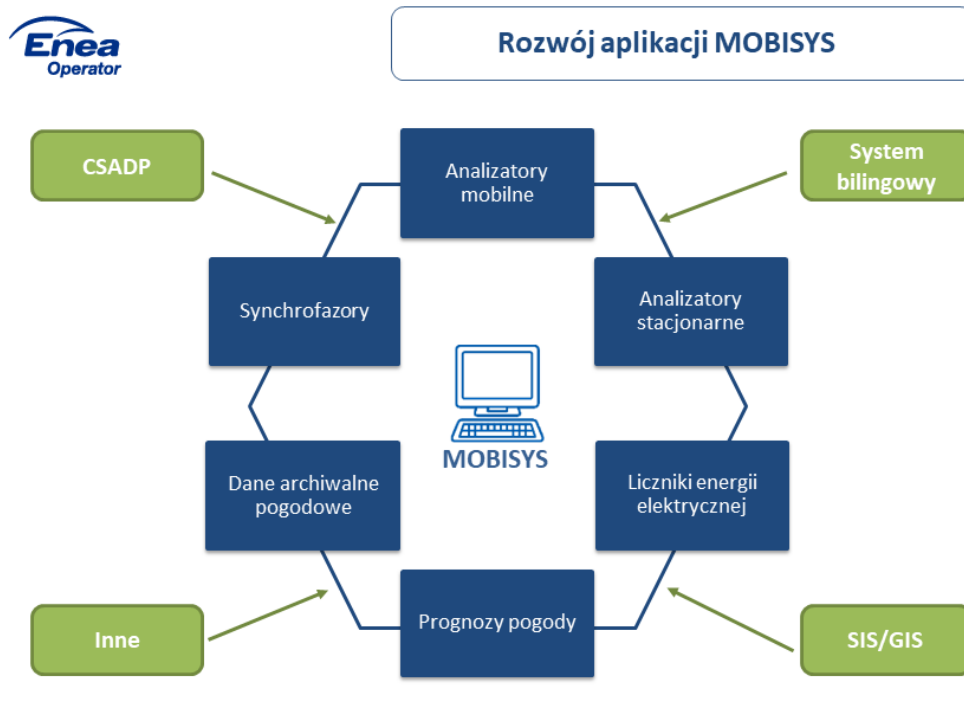 Enea
Operator
Rozwój aplikacji MOBISYS
CSADP
Analizatory
mobilne
System
bilingowy
Synchrofazory
Analizatory
stacjonarne
MOBISYS
Dane archiwalne
pogodowe
Liczniki energii
elektrycznej
Inne
Prognozy pogody
SIS/GIS